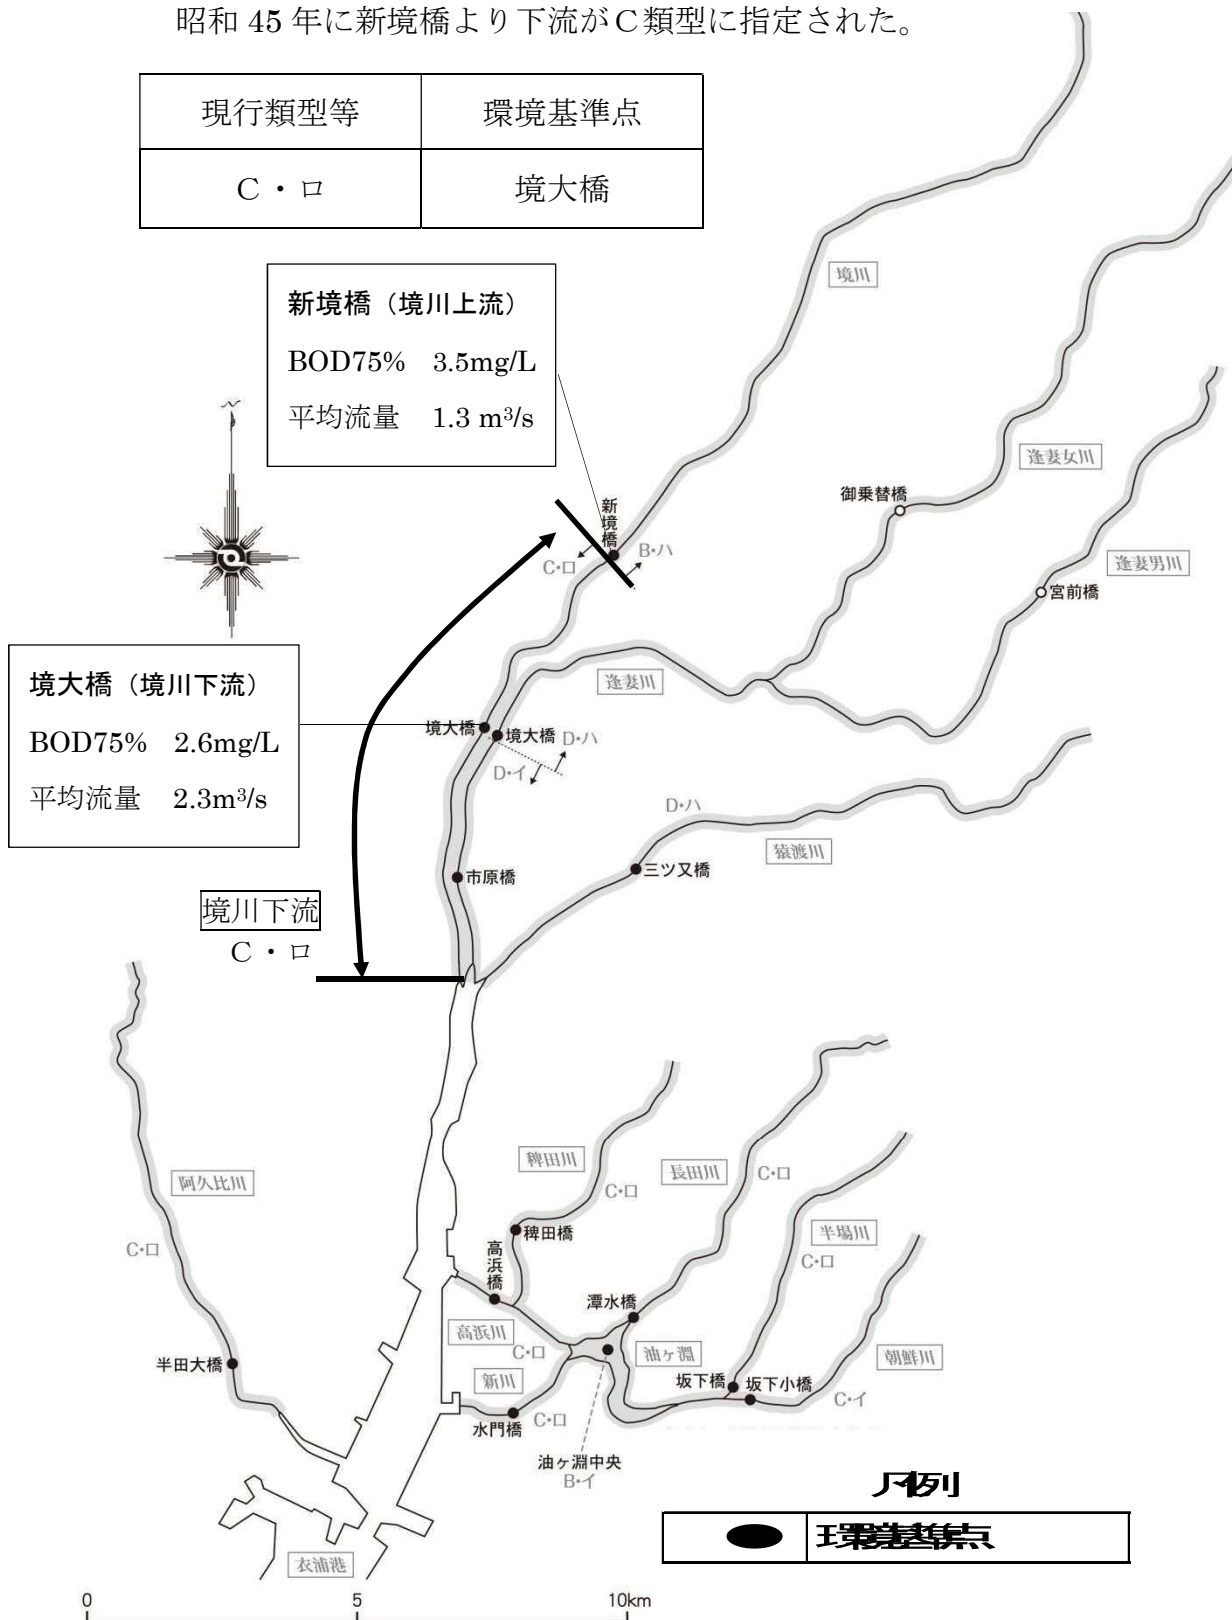 昭和 45 年に新境橋より下流がＣ類型に指定された。
現行類型等
環境基準点
Ｃ・ロ
境大橋
境川
新境橋（境川上流）
BOD75% 3.5mg/L
平均流量 1.3 m³/s
逢妻女川
御乗替橋
新境橋
B・ハ
C・ロ
逢妻男川
宮前橋
境大橋（境川下流）
BOD75% 2.6mg/L
平均流量 2.3m³/s
逢妻川
境大橋
境大橋
D・ハ
D・イ
D・ハ
猿渡川
三ツ又橋
市原橋
境川下流
Ｃ・ロ
稗田川
長田川
C・ロ
阿久比川
C・ロ
稗田橋
半場川
C・ロ
C・ロ
高浜橋
潭水橋
高浜川
C・ロ
油ヶ淵
朝鮮川
半田大橋
新川
坂下橋
坂下小橋
C・イ
水門橋
C・ロ
油ヶ淵中央
B・イ
凡例
環境基準点
衣浦港
0
5
10km